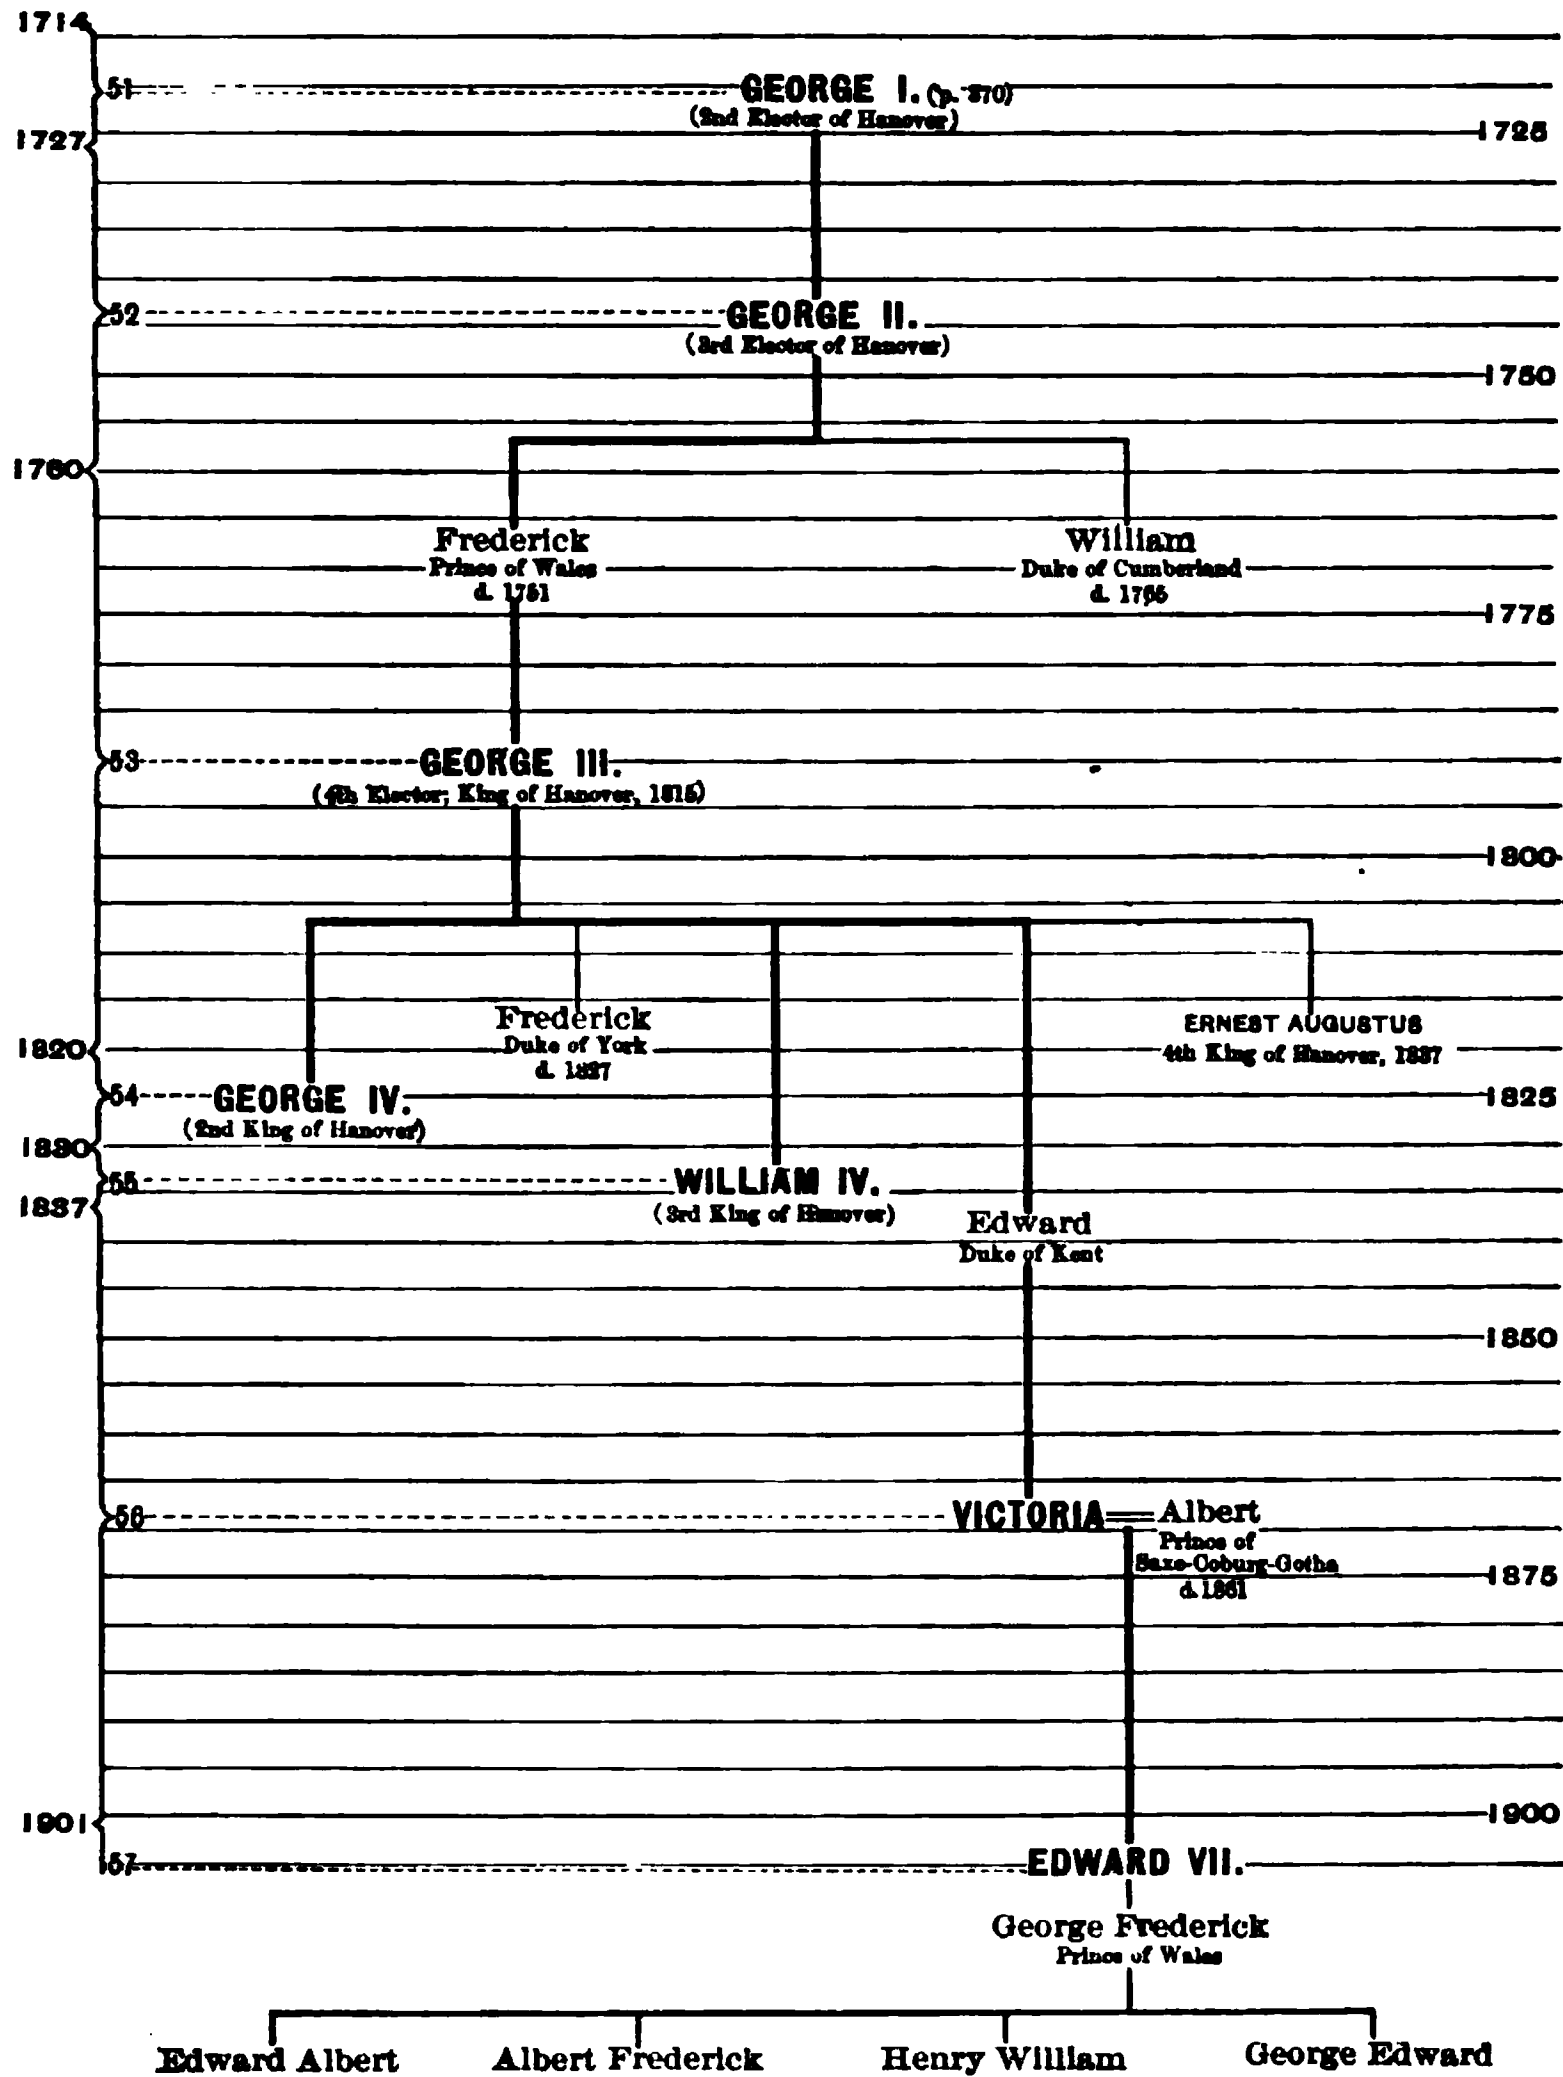 1714
51 GEORGE I. (p. 370)
(2nd Elector of Hanover)
1727 1725
52 GEORGE II.
(3rd Elector of Hanover)
1750
1760
Frederick William
Prince of Wales Duke of Cumberland
d. 1751 d. 1765
1775
53 GEORGE III.
(4th Elector; King of Hanover, 1815)
1800
Frederick ERNEST AUGUSTUS
1820 Duke of York 4th King of Hanover, 1837
d. 1827
54 GEORGE IV. 1825
(2nd King of Hanover)
1830
55 WILLIAM IV.
1837 (3rd King of Hanover)
Edward
Duke of Kent
1850
56 VICTORIA = Albert
Prince of
Saxe-Coburg-Gotha
1875
d. 1861
1900
1901
57 EDWARD VII.
George Frederick
Prince of Wales
Edward Albert Albert Frederick Henry William George Edward